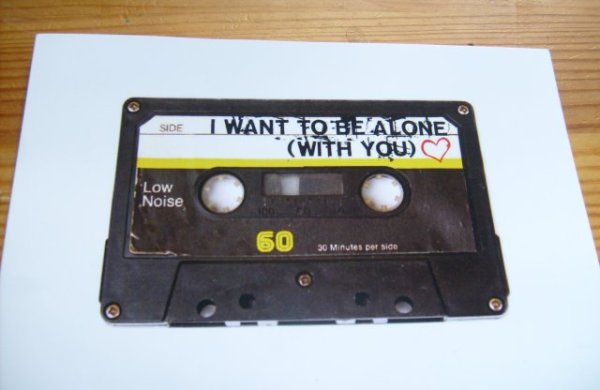 SIDE I WANT TO BE ALONE
(WITH YOU)
Low
Noise
60 30 Minutes per side